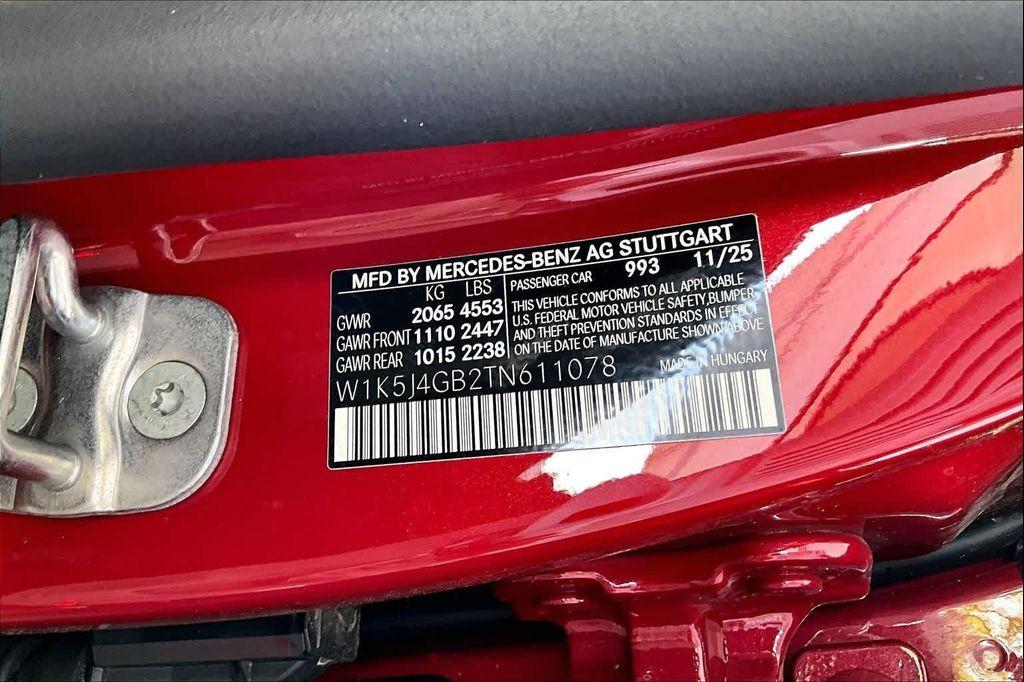 MFD BY MERCEDES-BENZ AG STUTTGART
KG LBS
GVWR 2065 4553
GAWR FRONT 1110 2447
GAWR REAR 1015 2238
PASSENGER CAR 993 11/25
THIS VEHICLE CONFORMS TO ALL APPLICABLE
U.S. FEDERAL MOTOR VEHICLE SAFETY, BUMPER,
AND THEFT PREVENTION STANDARDS IN EFFECT
ON THE DATE OF MANUFACTURE SHOWN ABOVE
W1K5J4GB2TN611078
MADE IN HUNGARY